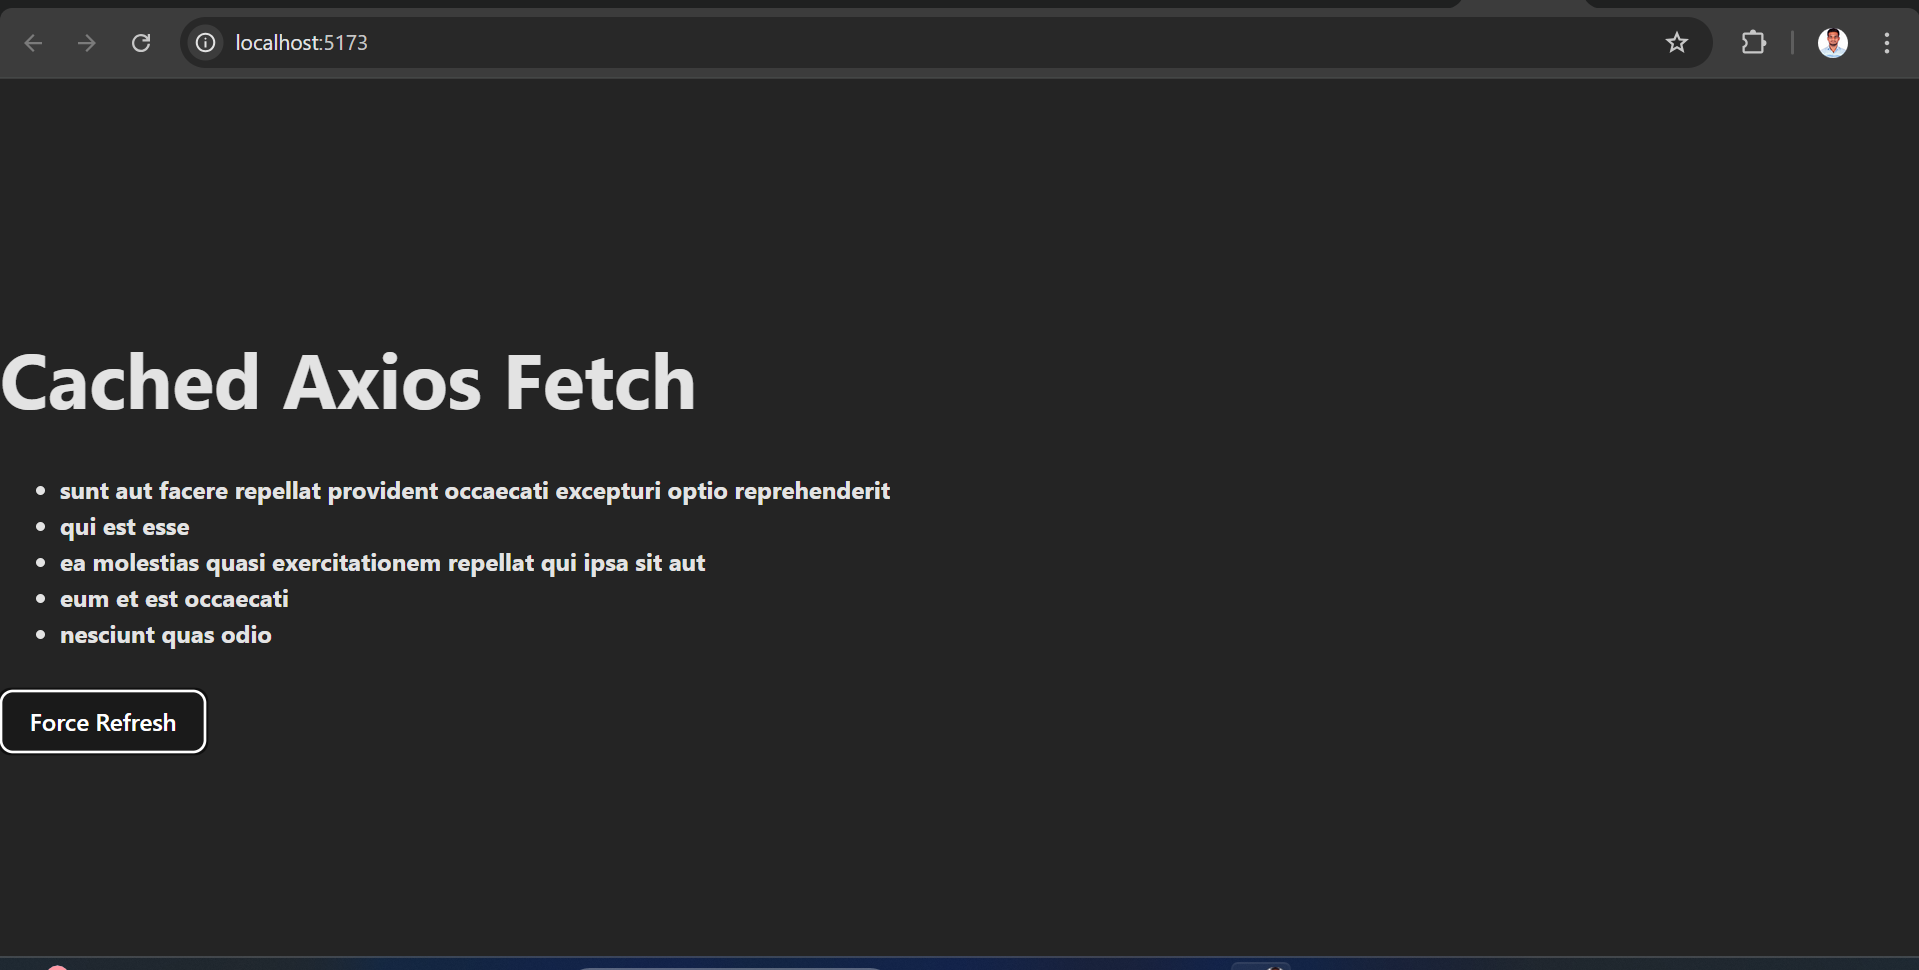 localhost:5173
Cached Axios Fetch
sunt aut facere repellat provident occaecati excepturi optio reprehenderit
qui est esse
ea molestias quasi exercitationem repellat qui ipsa sit aut
eum et est occaecati
nesciunt quas odio
Force Refresh